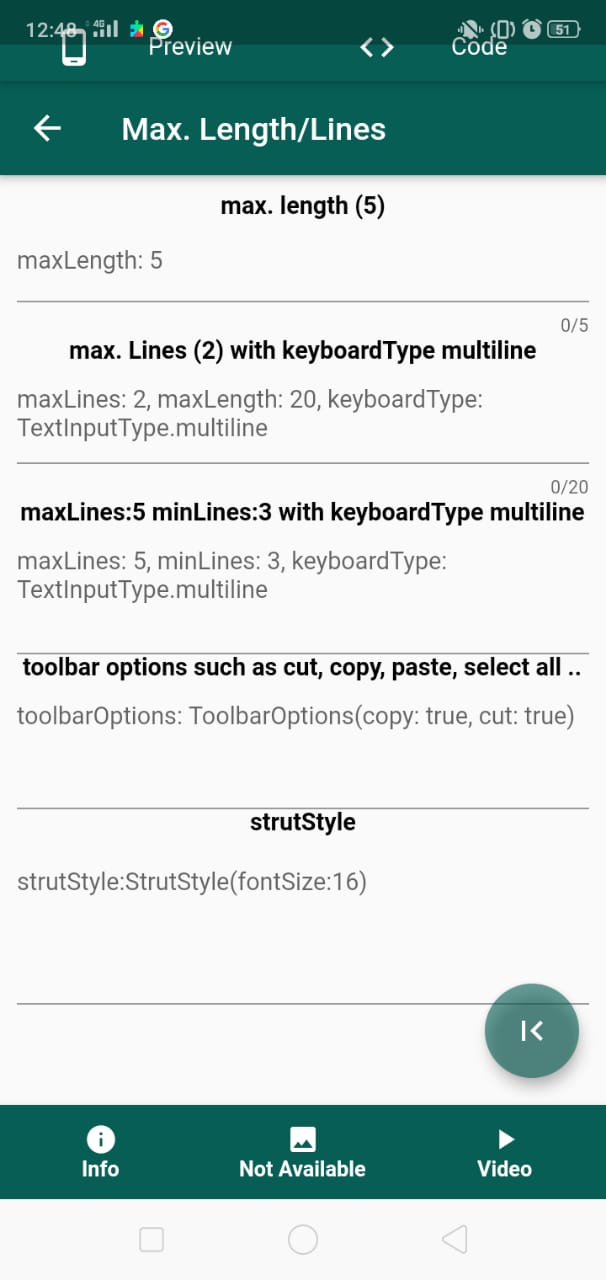 12:48 4G 51
Preview <> Code
Max. Length/Lines
max. length (5)
maxLength: 5
0/5
max. Lines (2) with keyboardType multiline
maxLines: 2, maxLength: 20, keyboardType:
TextInputType.multiline
0/20
maxLines:5 minLines:3 with keyboardType multiline
maxLines: 5, minLines: 3, keyboardType:
TextInputType.multiline
toolbar options such as cut, copy, paste, select all ..
toolbarOptions: ToolbarOptions(copy: true, cut: true)
strutStyle
strutStyle:StrutStyle(fontSize:16)
Info Not Available Video